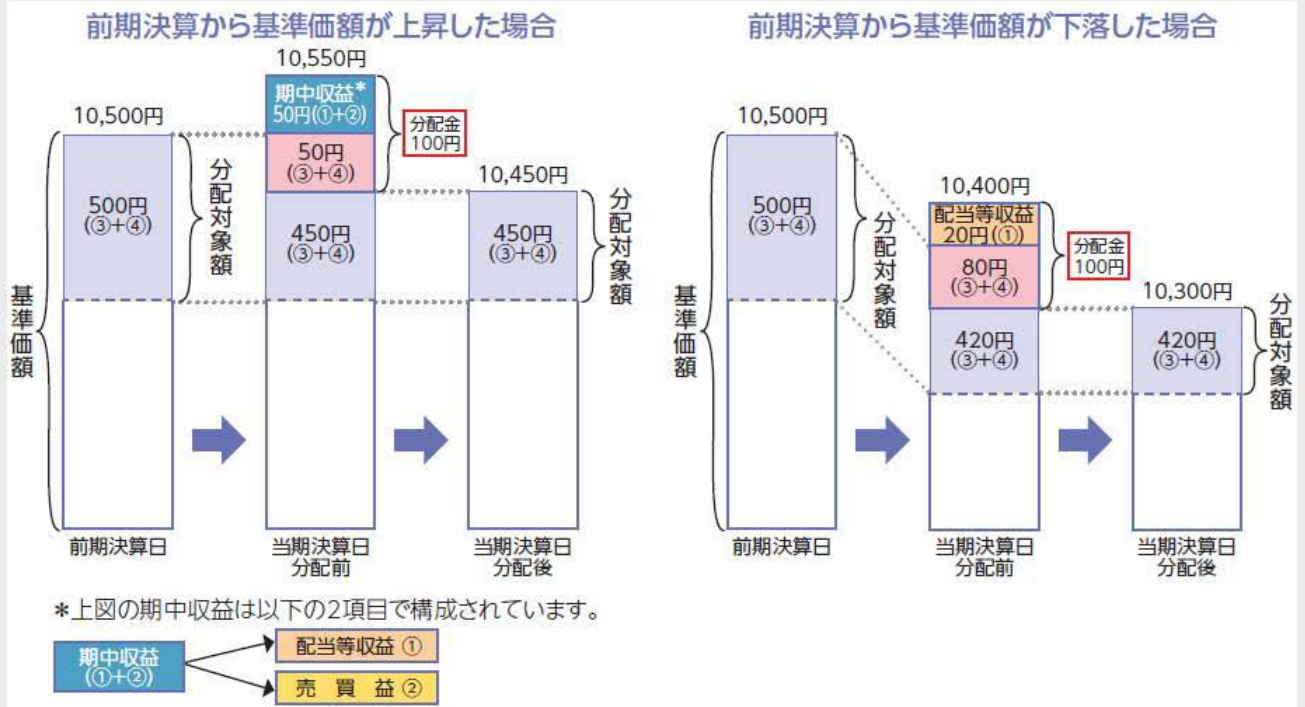 前期決算から基準価額が上昇した場合
10,550円
期中収益*
50円(①+②)
10,500円
分配金
100円
50円
(③+④)
10,450円
500円
(③+④)
分配対象額
450円
(③+④)
450円
(③+④)
分配対象額
基準価額
前期決算日
当期決算日
分配前
当期決算日
分配後
前期決算から基準価額が下落した場合
10,500円
10,400円
配当等収益
20円(①)
500円
(③+④)
分配対象額
分配金
100円
80円
(③+④)
10,300円
420円
(③+④)
420円
(③+④)
分配対象額
基準価額
前期決算日
当期決算日
分配前
当期決算日
分配後
*上図の期中収益は以下の2項目で構成されています。
期中収益
(①+②)
配当等収益 ①
売 買 益 ②